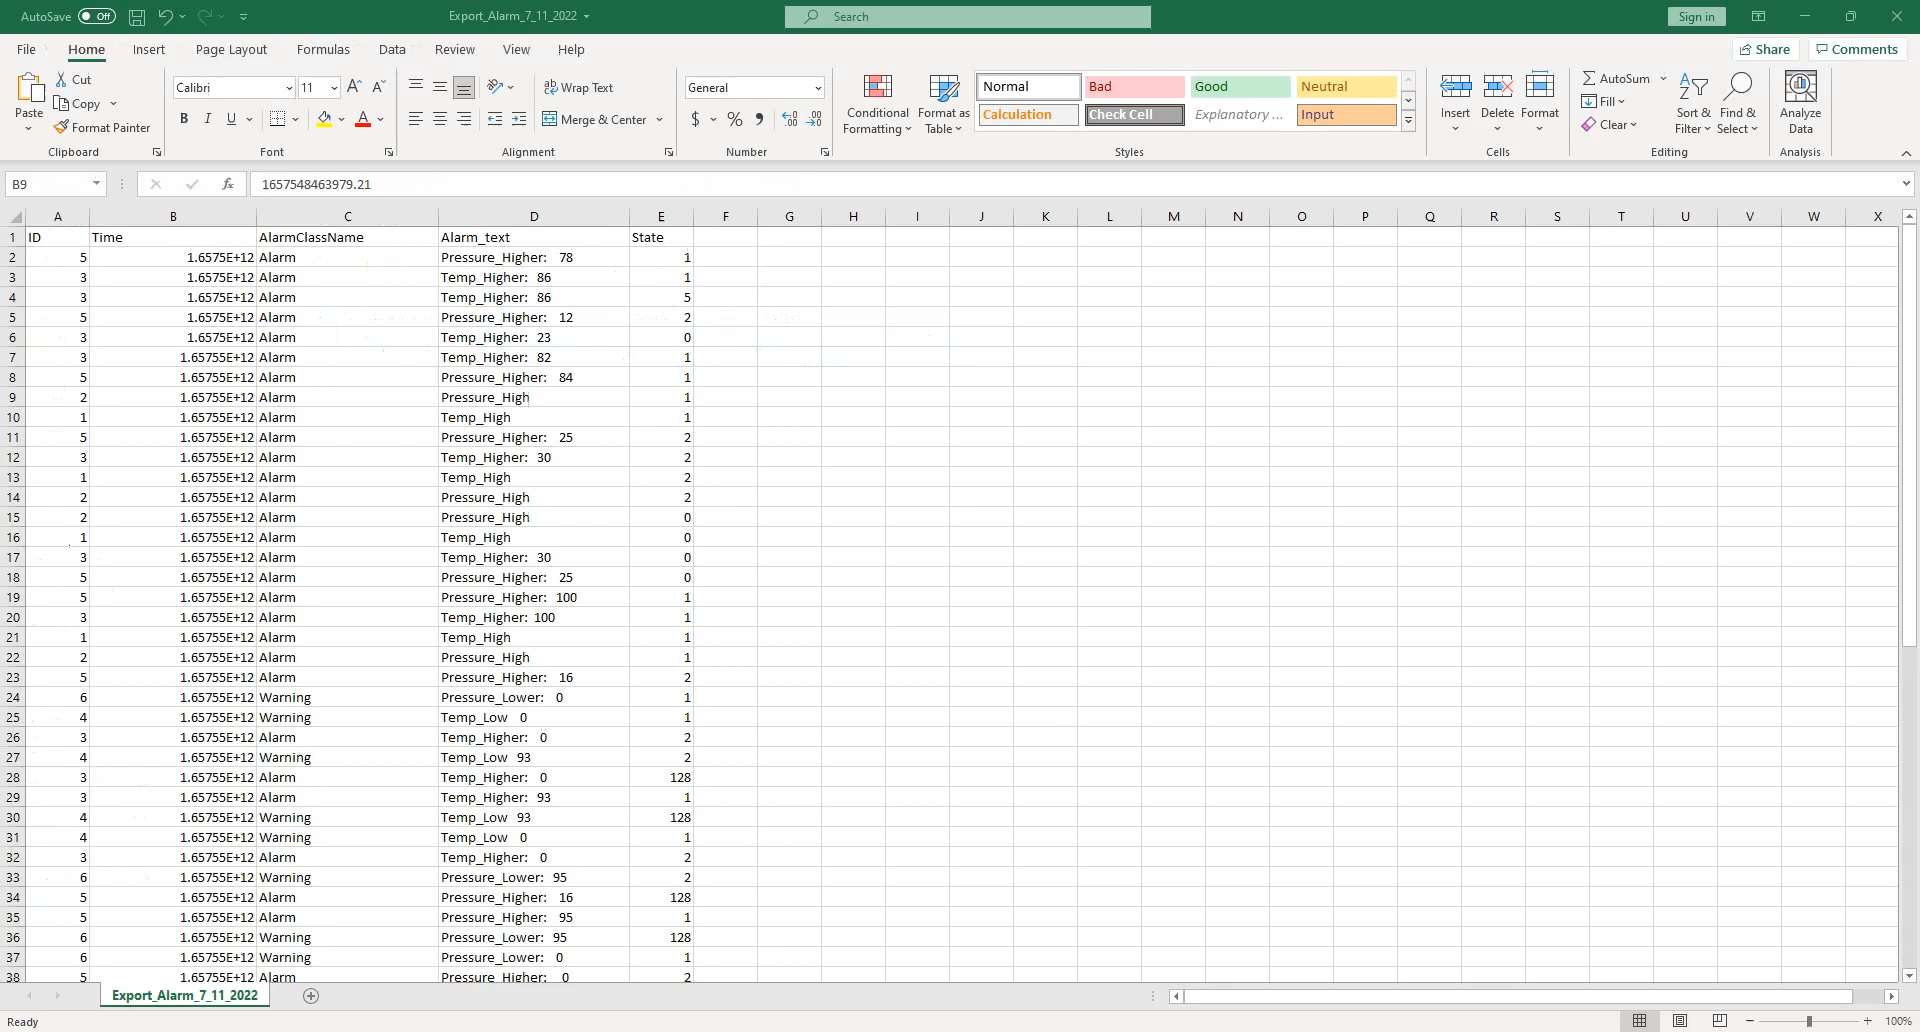 AutoSave Off Export_Alarm_7_11_2022 Search Sign in
File Home Insert Page Layout Formulas Data Review View Help Share Comments
Paste Cut Copy Format Painter Clipboard
Calibri 11 B I U A Font
Wrap Text Merge & Center Alignment
General $ % 9 Number
Conditional Formatting Format as Table
Normal Bad Good Neutral
Calculation Check Cell Explanatory ... Input
Styles
Insert Delete Format Cells
AutoSum Fill Clear Sort & Filter Find & Select Editing
Analyze Data Analysis
B9 fx 1657548463979.21
A B C D E F G H I J K L M N O P Q R S T U V W X
1 ID Time AlarmClassName Alarm_text State
2 5 1.6575E+12 Alarm Pressure_Higher: 78 1
3 3 1.6575E+12 Alarm Temp_Higher: 86 1
4 3 1.6575E+12 Alarm Temp_Higher: 86 5
5 5 1.6575E+12 Alarm Pressure_Higher: 12 2
6 3 1.6575E+12 Alarm Temp_Higher: 23 0
7 3 1.65755E+12 Alarm Temp_Higher: 82 1
8 5 1.65755E+12 Alarm Pressure_Higher: 84 1
9 2 1.65755E+12 Alarm Pressure_High 1
10 1 1.65755E+12 Alarm Temp_High 1
11 5 1.65755E+12 Alarm Pressure_Higher: 25 2
12 3 1.65755E+12 Alarm Temp_Higher: 30 2
13 1 1.65755E+12 Alarm Temp_High 2
14 2 1.65755E+12 Alarm Pressure_High 2
15 2 1.65755E+12 Alarm Pressure_High 0
16 1 1.65755E+12 Alarm Temp_High 0
17 3 1.65755E+12 Alarm Temp_Higher: 30 0
18 5 1.65755E+12 Alarm Pressure_Higher: 25 0
19 5 1.65755E+12 Alarm Pressure_Higher: 100 1
20 3 1.65755E+12 Alarm Temp_Higher: 100 1
21 1 1.65755E+12 Alarm Temp_High 1
22 2 1.65755E+12 Alarm Pressure_High 1
23 5 1.65755E+12 Alarm Pressure_Higher: 16 2
24 6 1.65755E+12 Warning Pressure_Lower: 0 1
25 4 1.65755E+12 Warning Temp_Low 0 1
26 3 1.65755E+12 Alarm Temp_Higher: 0 2
27 4 1.65755E+12 Warning Temp_Low 93 2
28 3 1.65755E+12 Alarm Temp_Higher: 0 128
29 3 1.65755E+12 Alarm Temp_Higher: 93 1
30 4 1.65755E+12 Warning Temp_Low 93 128
31 4 1.65755E+12 Warning Temp_Low 0 1
32 3 1.65755E+12 Alarm Temp_Higher: 0 2
33 6 1.65755E+12 Warning Pressure_Lower: 95 2
34 5 1.65755E+12 Alarm Pressure_Higher: 16 128
35 5 1.65755E+12 Alarm Pressure_Higher: 95 1
36 6 1.65755E+12 Warning Pressure_Lower: 95 128
37 6 1.65755E+12 Warning Pressure_Lower: 0 1
38 5 1.65755E+12 Alarm Pressure_Higher: 0 2
Export_Alarm_7_11_2022
Ready 100%